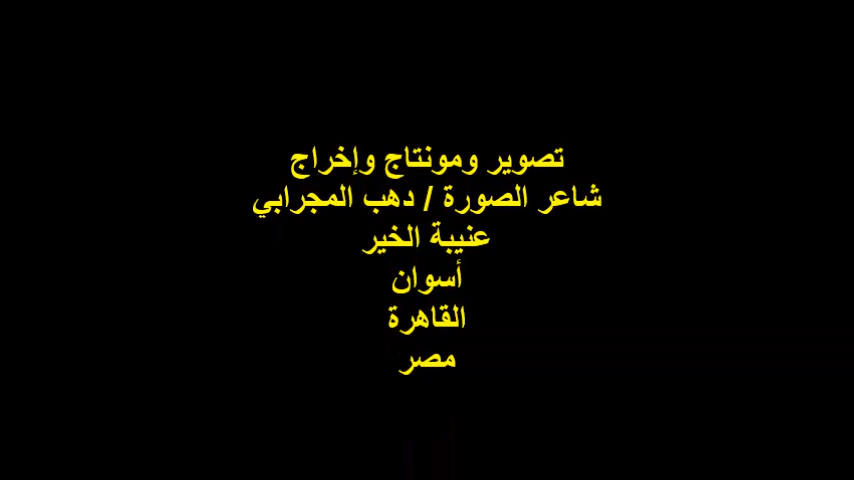 تصوير ومونتاج وإخراج
شاعر الصورة / دهب المجرابي
عنيبة الخير
أسوان
القاهرة
مصر